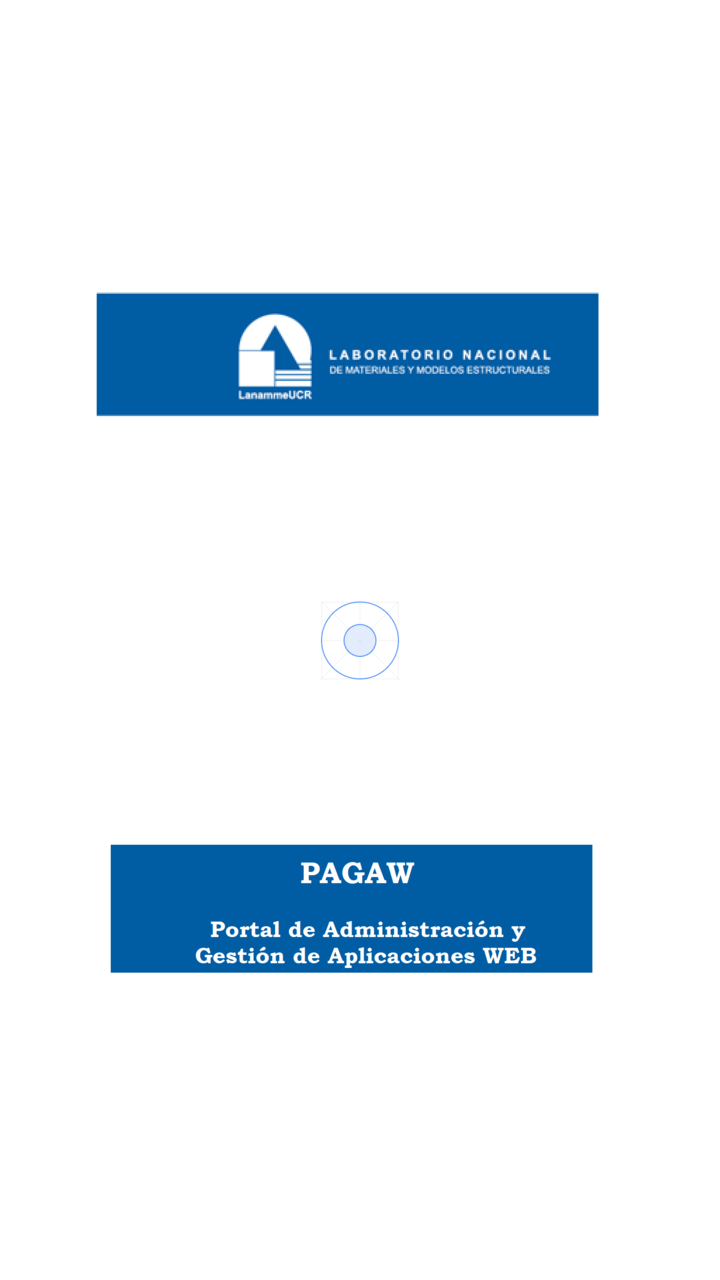 LABORATORIO NACIONAL
DE MATERIALES Y MODELOS ESTRUCTURALES
LanammeUCR
PAGAW
Portal de Administración y
Gestión de Aplicaciones WEB